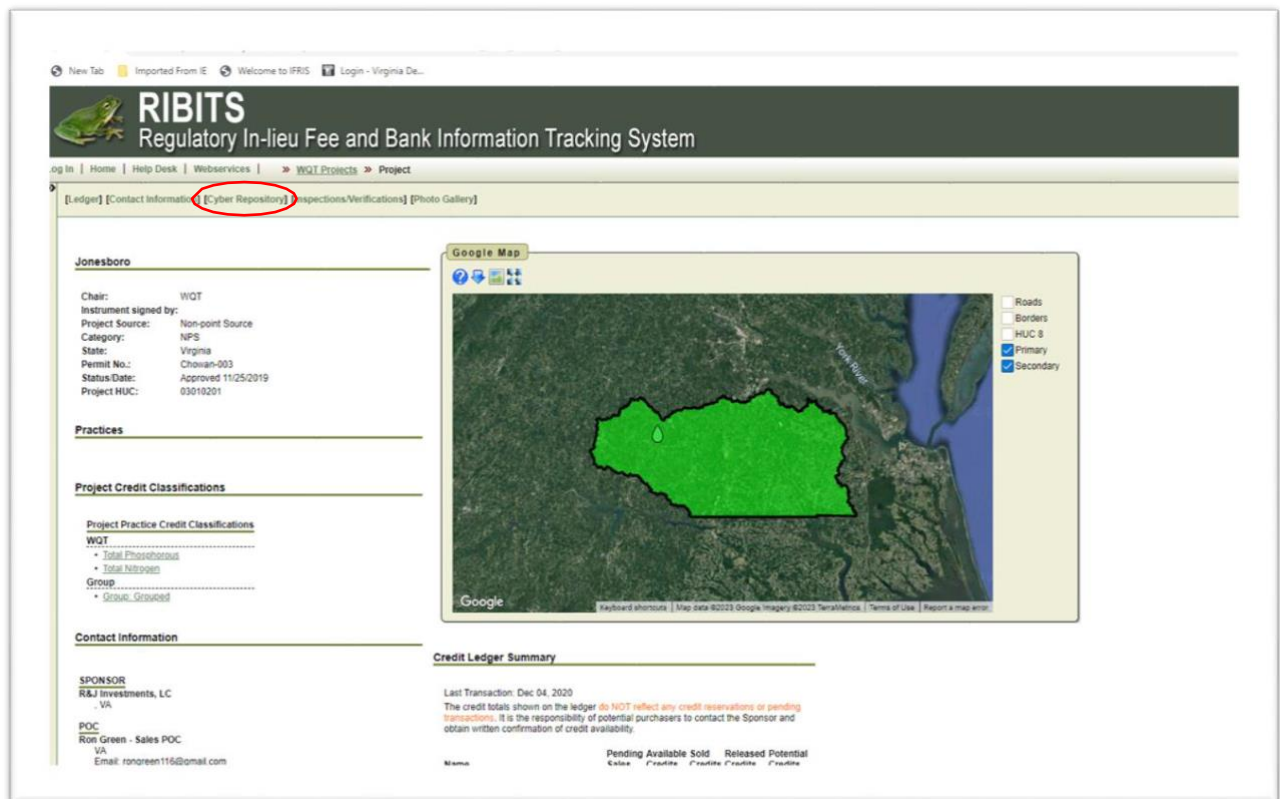 New Tab Imported From IE Welcome to IFRIS Login - Virginia De...
RIBITS
Regulatory In-lieu Fee and Bank Information Tracking System
og In | Home | Help Desk | Webservices | » WQT Projects » Project
[Ledger] [Contact Information] [Cyber Repository] [Inspections/Verifications] [Photo Gallery]
Jonesboro
Chair: WQT
Instrument signed by:
Project Source: Non-point Source
Category: NPS
State: Virginia
Permit No.: Chowan-003
Status/Date: Approved 11/25/2019
Project HUC: 03010201
Practices
Project Credit Classifications
Project Practice Credit Classifications
WQT
• Total Phosphorous
• Total Nitrogen
Group
• Group: Grouped
Contact Information
SPONSOR
R&J Investments, LC
, VA
POC
Ron Green - Sales POC
VA
Email: rongreen116@gmail.com
Google Map
Roads
Borders
HUC 8
Primary
Secondary
York River
Google
Keyboard shortcuts | Map data ©2023 Google Imagery ©2023 TerraMetrics | Terms of Use | Report a map error
Credit Ledger Summary
Last Transaction: Dec 04, 2020
The credit totals shown on the ledger do NOT reflect any credit reservations or pending
transactions. It is the responsibility of potential purchasers to contact the Sponsor and
obtain written confirmation of credit availability.
Pending Available Sold Released Potential
Name Sales Credits Credits Credits Credits